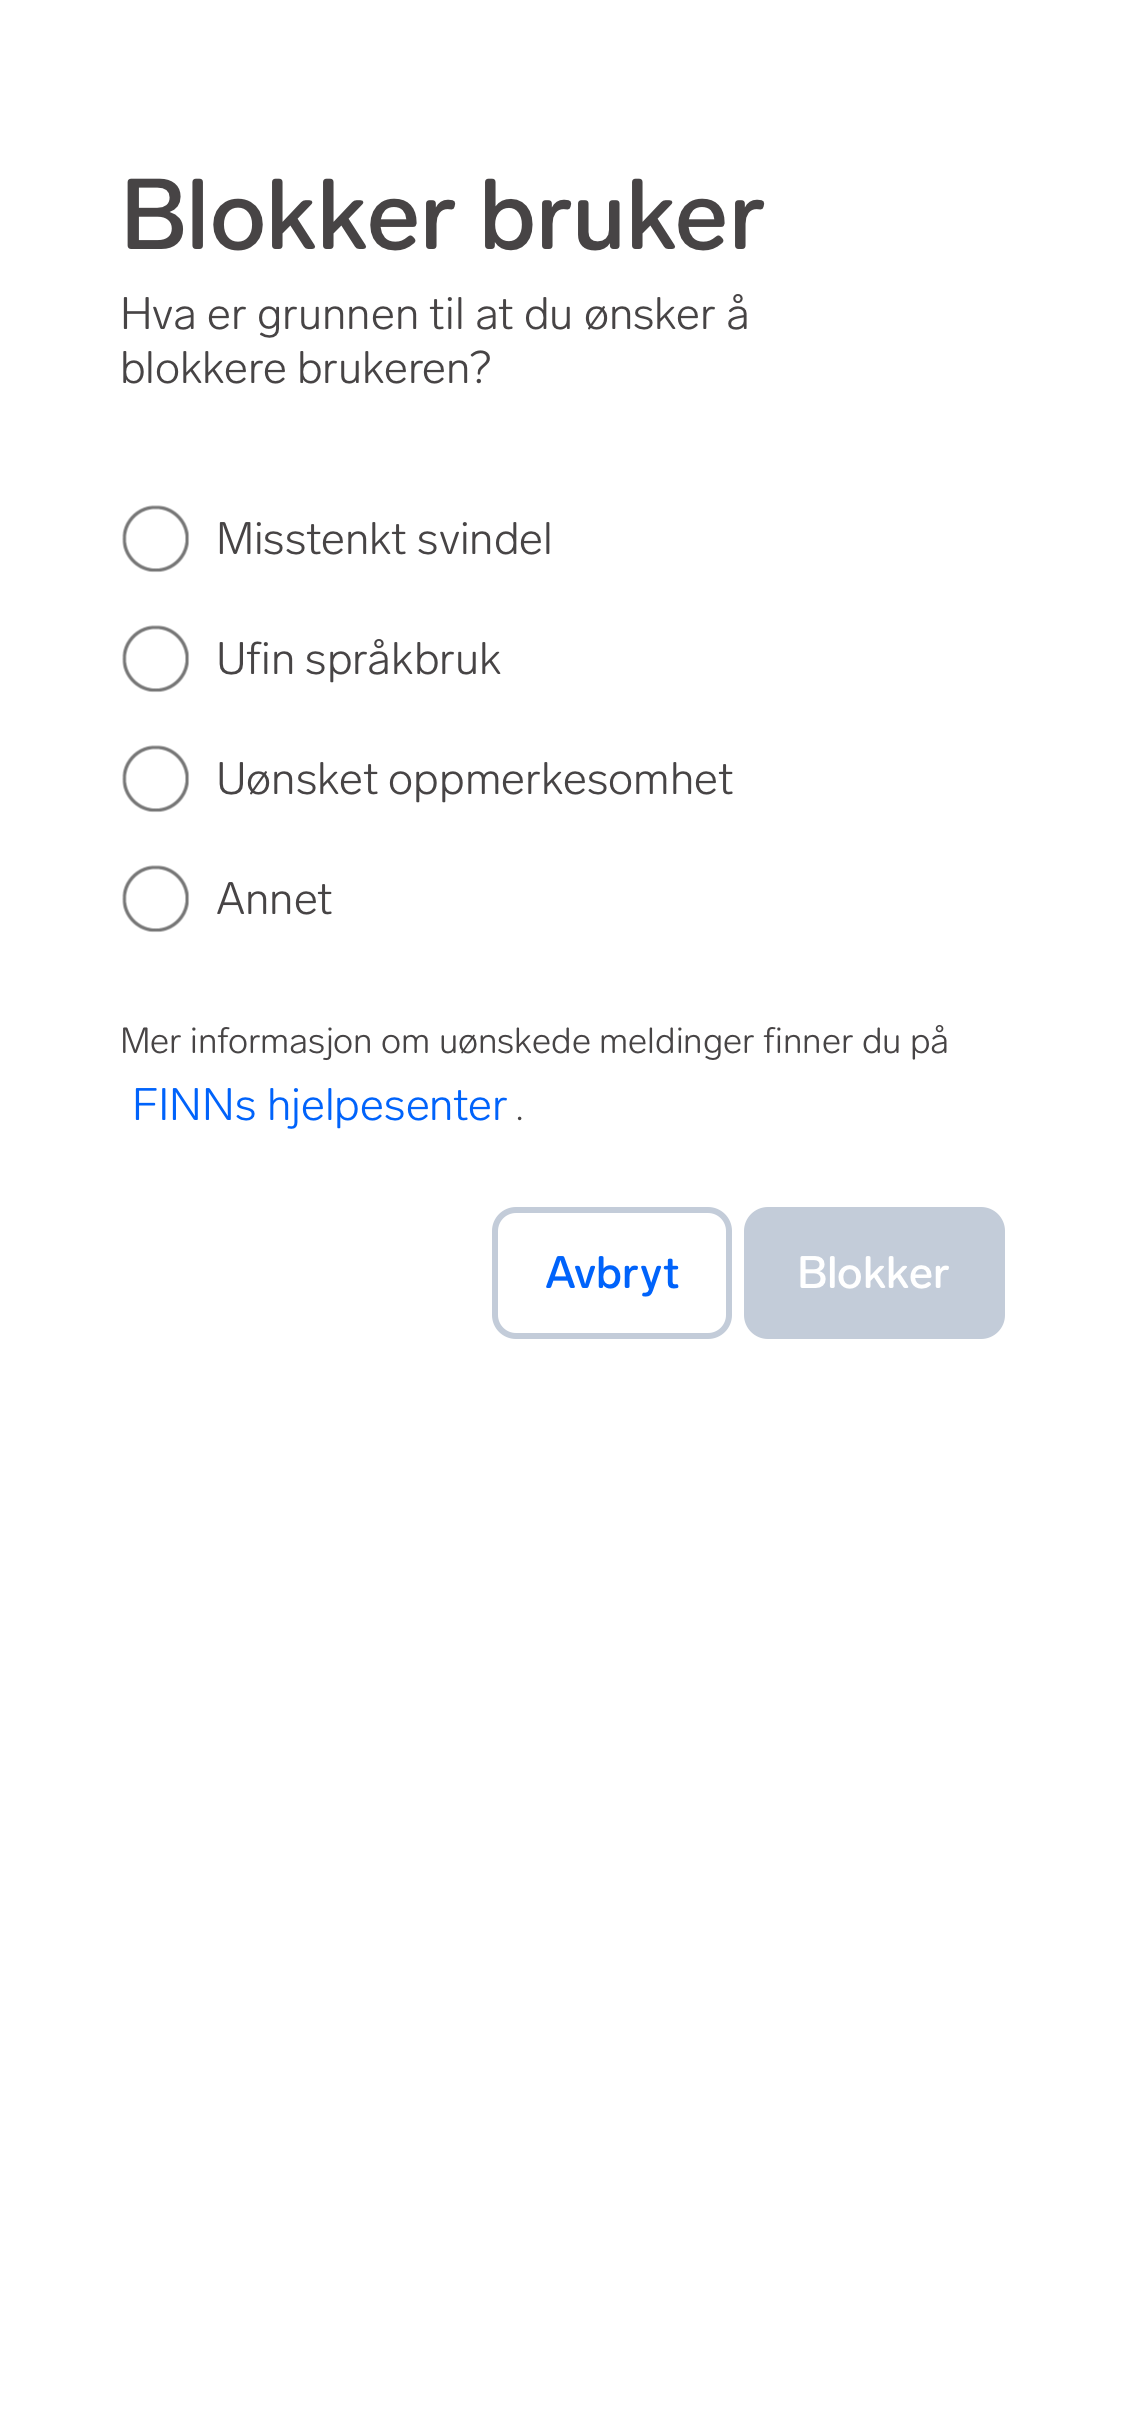 Blokker bruker
Hva er grunnen til at du ønsker å
blokkere brukeren?
Misstenkt svindel
Ufin språkbruk
Uønsket oppmerkesomhet
Annet
Mer informasjon om uønskede meldinger finner du på
FINNs hjelpesenter .
Avbryt Blokker